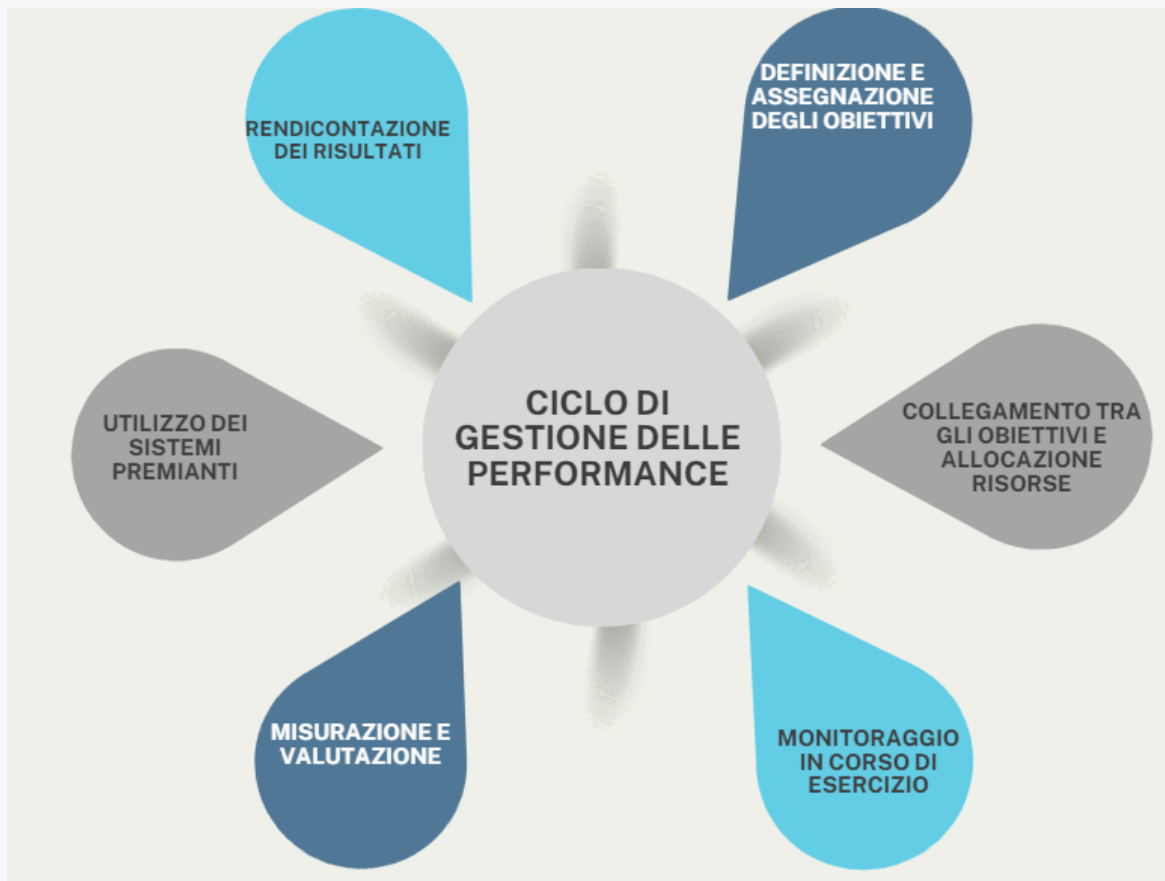 RENDICONTAZIONE
DEI RISULTATI
DEFINIZIONE E
ASSEGNAZIONE
DEGLI OBIETTIVI
UTILIZZO DEI
SISTEMI
PREMIANTI
CICLO DI
GESTIONE DELLE
PERFORMANCE
COLLEGAMENTO TRA
GLI OBIETTIVI E
ALLOCAZIONE
RISORSE
MISURAZIONE E
VALUTAZIONE
MONITORAGGIO
IN CORSO DI
ESERCIZIO